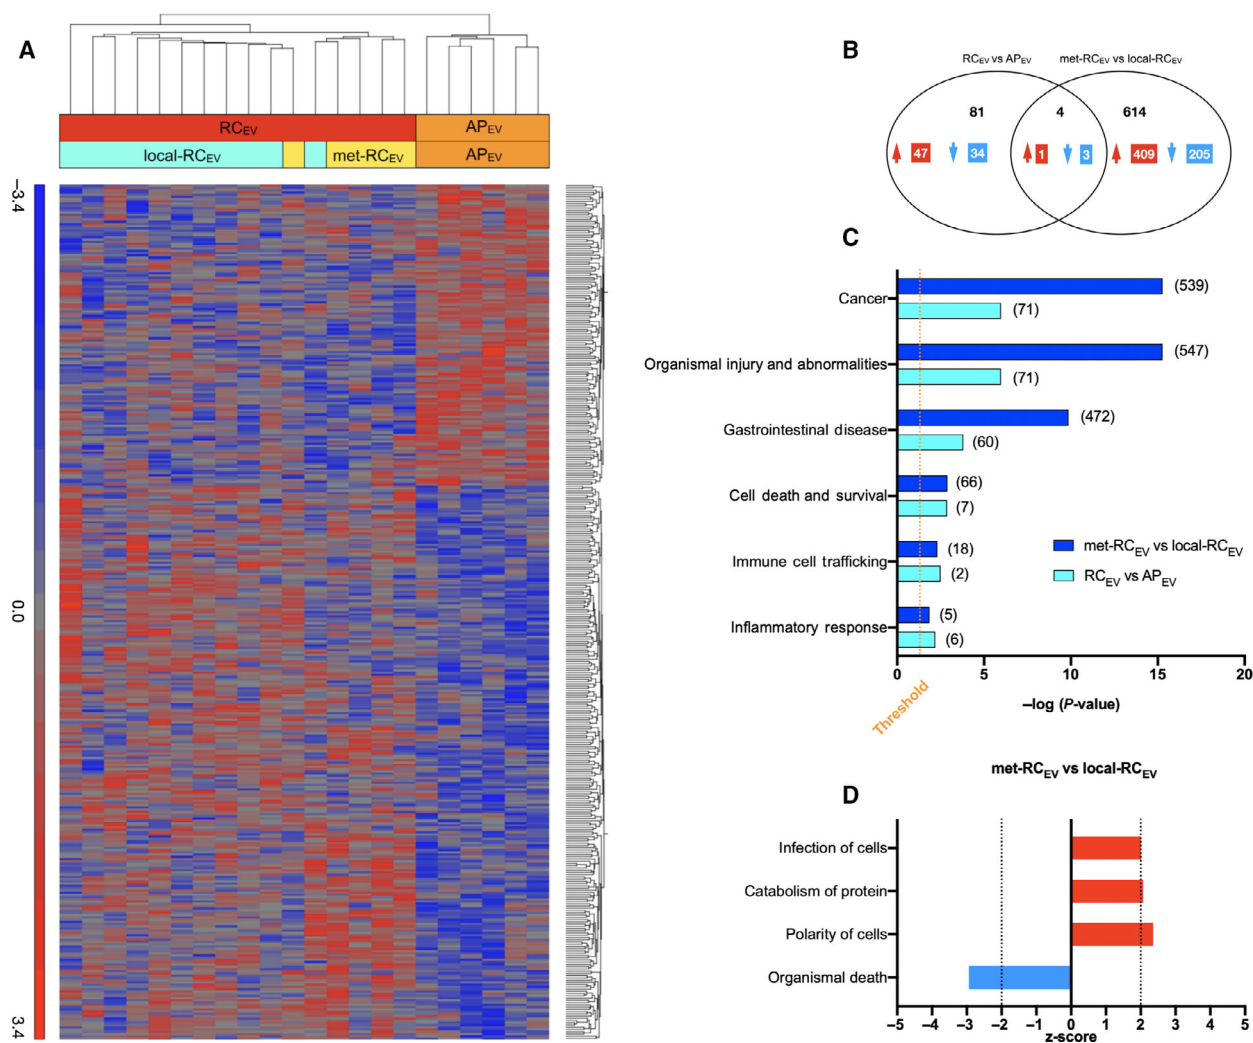 A
RCEV
APEV
local-RCEV
met-RCEV
APEV
−3.4
0.0
3.4
B
RCEV vs APEV
met-RCEV vs local-RCEV
81
4
614
47
34
1
3
409
205
C
Cancer
(539)
(71)
Organismal injury and abnormalities
(547)
(71)
Gastrointestinal disease
(472)
(60)
Cell death and survival
(66)
(7)
Immune cell trafficking
(18)
(2)
Inflammatory response
(5)
(6)
met-RCEV vs local-RCEV
RCEV vs APEV
0 5 10 15 20
Threshold
−log (P-value)
met-RCEV vs local-RCEV
D
Infection of cells
Catabolism of protein
Polarity of cells
Organismal death
−5 −4 −3 −2 −1 0 1 2 3 4 5
z-score